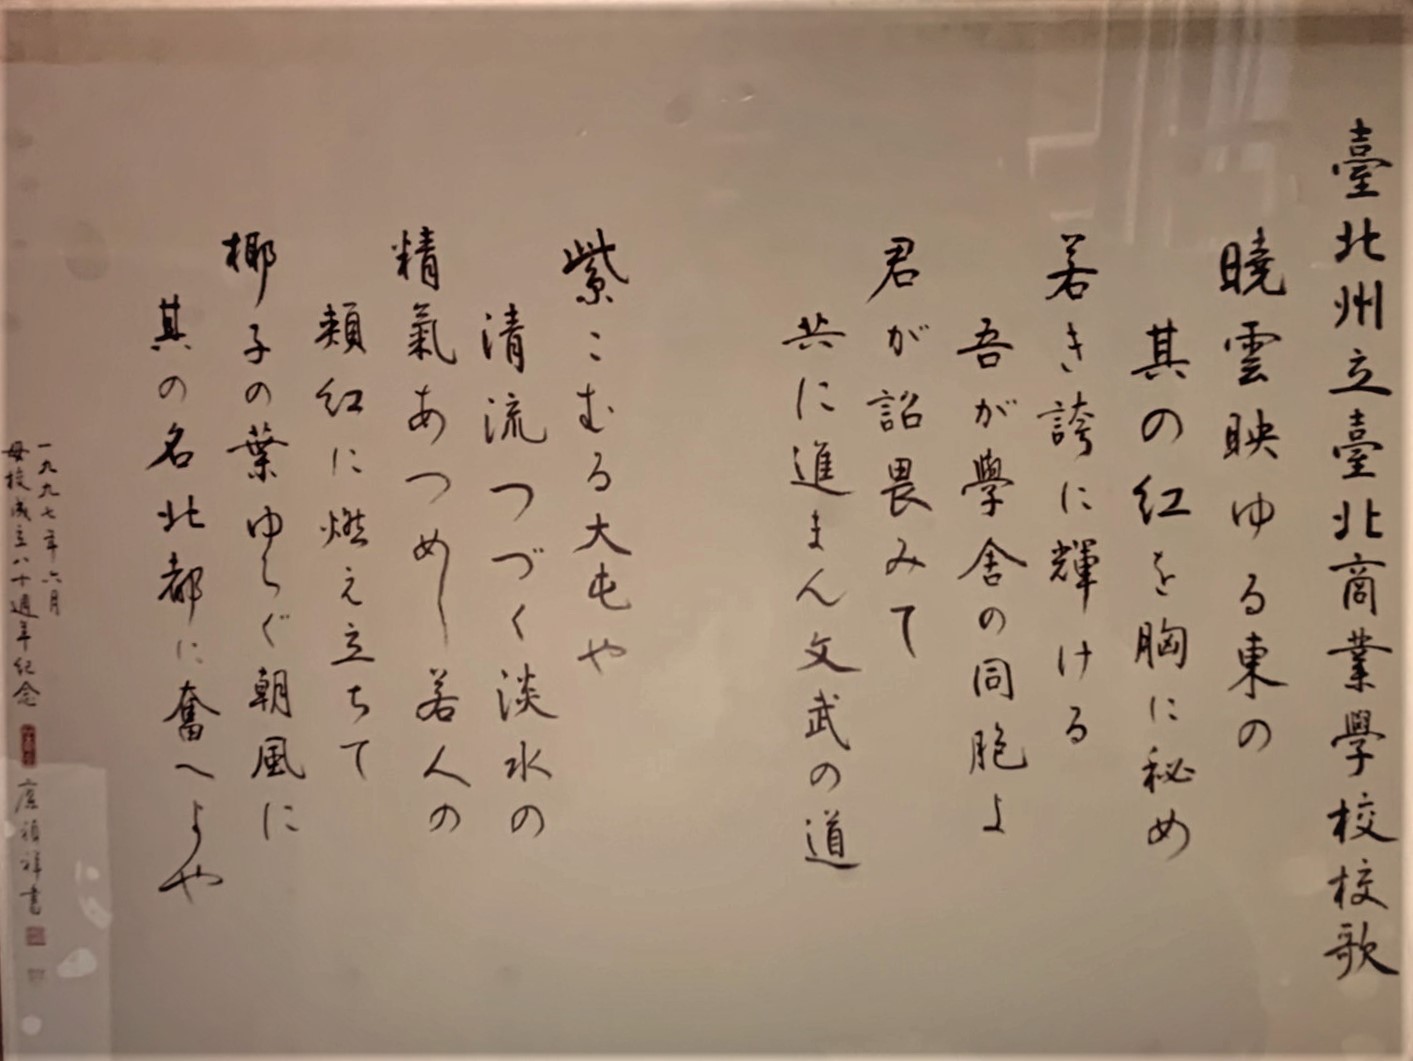 臺北州立臺北商業學校校歌
曉雲映ゆる東の
其の紅を胸に秘め
若き誇に輝ける
吾が學舍の同胞よ
君が詔畏みて
共に進まん文武の道
紫こむる大屯や
清流つづく淡水の
精氣あつめし若人の
頬紅に燃え立ちて
椰子の葉ゆらぐ朝風に
其の名北都に奮へよや
一九九七年六月
母校成立八十週年紀念
禎祥書